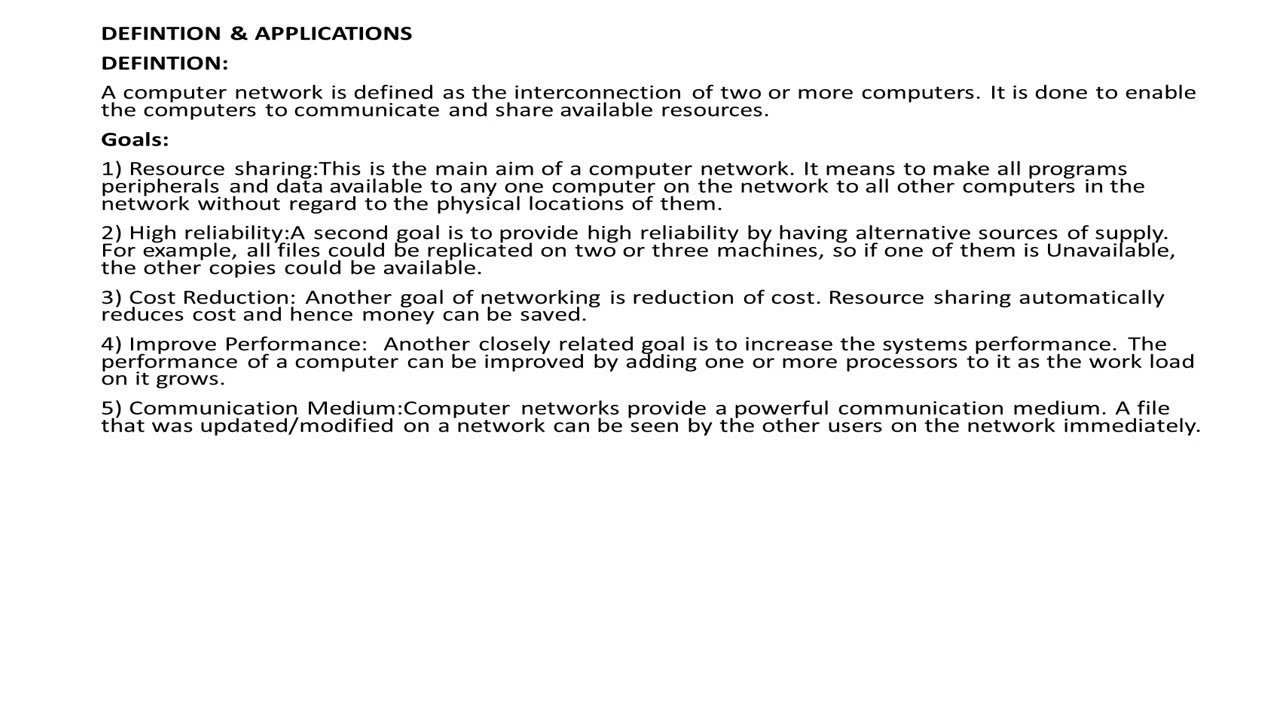 DEFINTION & APPLICATIONS
DEFINTION:
A computer network is defined as the interconnection of two or more computers. It is done to enable
the computers to communicate and share available resources.
Goals:
1) Resource sharing:This is the main aim of a computer network. It means to make all programs
peripherals and data available to any one computer on the network to all other computers in the
network without regard to the physical locations of them.
2) High reliability:A second goal is to provide high reliability by having alternative sources of supply.
For example, all files could be replicated on two or three machines, so if one of them is Unavailable,
the other copies could be available.
3) Cost Reduction: Another goal of networking is reduction of cost. Resource sharing automatically
reduces cost and hence money can be saved.
4) Improve Performance: Another closely related goal is to increase the systems performance. The
performance of a computer can be improved by adding one or more processors to it as the work load
on it grows.
5) Communication Medium:Computer networks provide a powerful communication medium. A file
that was updated/modified on a network can be seen by the other users on the network immediately.